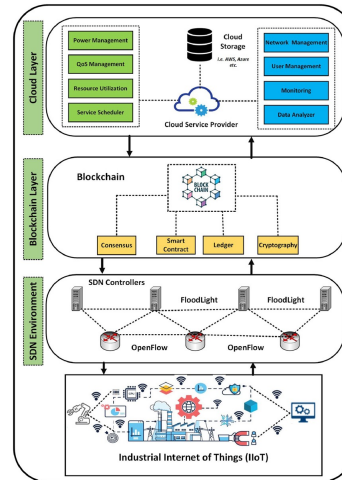 Cloud Layer
Power Management
QoS Management
Resource Utilization
Service Scheduler
Cloud
Storage
i.e. AWS, Azure
etc.
Cloud Service Provider
Network Management
User Management
Monitoring
Data Analyzer
Blockchain Layer
Blockchain
BLOCK
CHAIN
Consensus
Smart
Contract
Ledger
Cryptography
SDN Environment
SDN Controllers
FloodLight
FloodLight
OpenFlow
OpenFlow
Industrial Internet of Things (IIoT)